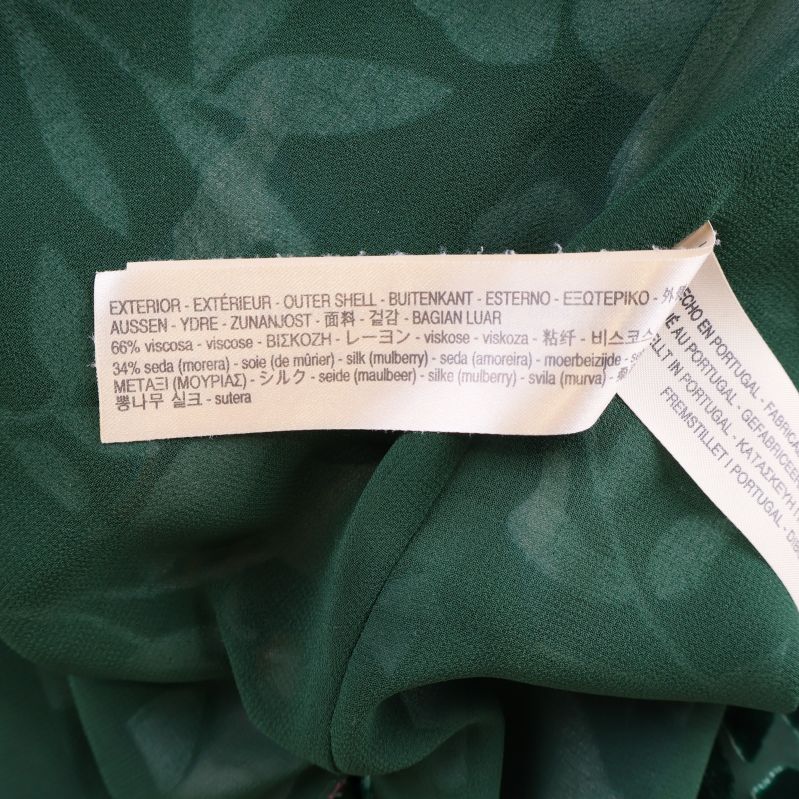 EXTERIOR - EXTÉRIEUR - OUTER SHELL - BUITENKANT - ESTERNO - ΕΞΩΤΕΡΙΚΟ - 外
AUSSEN - YDRE - ZUNANJOST - 面料 - 겉감 - BAGIAN LUAR
66% viscosa - viscose - ΒΙΣΚΟΖΗ - レーヨン - viskose - viskoza - 粘纤 - 비스코스
34% seda (morera) - soie (de mûrier) - silk (mulberry) - seda (amoreira) - moerbeizijde -
ΜΕΤΑΞΙ (ΜΟΥΡΙΑΣ) - シルク - seide (maulbeer) - silke (mulberry) - svila (murva) -
뽕나무 실크 - sutera
ECHO EN PORTUGAL - FABRICA
AU PORTUGAL - GEFABRICEER
IN PORTUGAL - ΚΑΤΑΣΚΕΥΗ
FREMSTILLET I PORTUGAL - DI